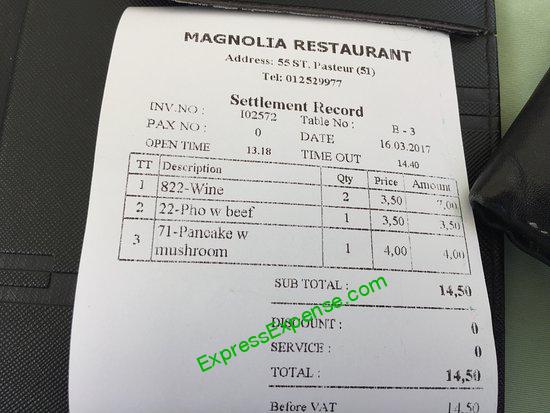 MAGNOLIA RESTAURANT
Address: 55 ST. Pasteur (51)
Tel: 012529977
Settlement Record
INV.NO : 102572 Table No : B - 3
PAX NO : 0 DATE 16.03.2017
OPEN TIME 13.18 TIME OUT 14.40
TT Description Qty Price Amount
1 822-Wine 2 3,50 7,00
2 22-Pho w beef 1 3,50 3,50
3 71-Pancake w
mushroom 1 4,00 4,00
SUB TOTAL : 14,50
DISCOUNT : 0
SERVICE : 0
TOTAL : 14,50
Before VAT 14,50
ExpressExpense.com